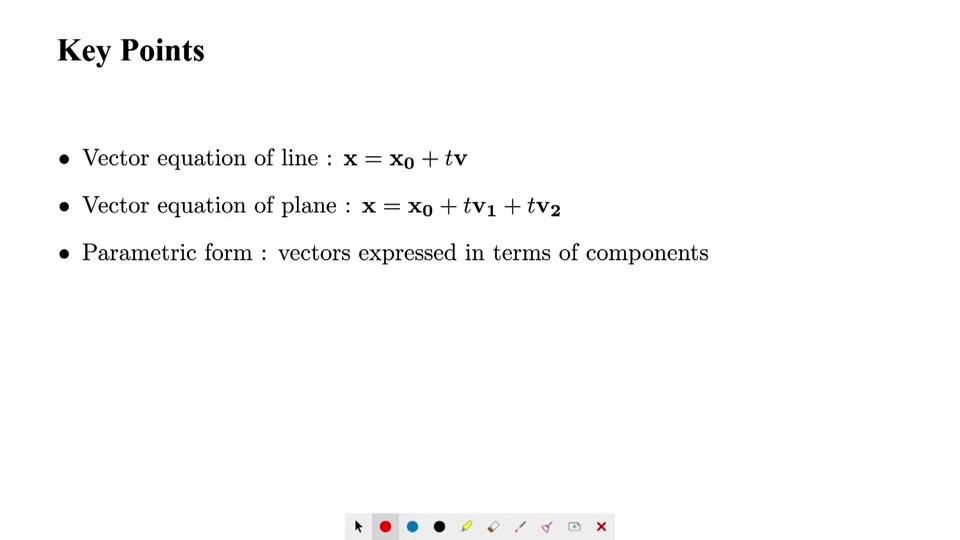 Key Points
• Vector equation of line : x = x₀ + tv
• Vector equation of plane : x = x₀ + tv₁ + tv₂
• Parametric form : vectors expressed in terms of components